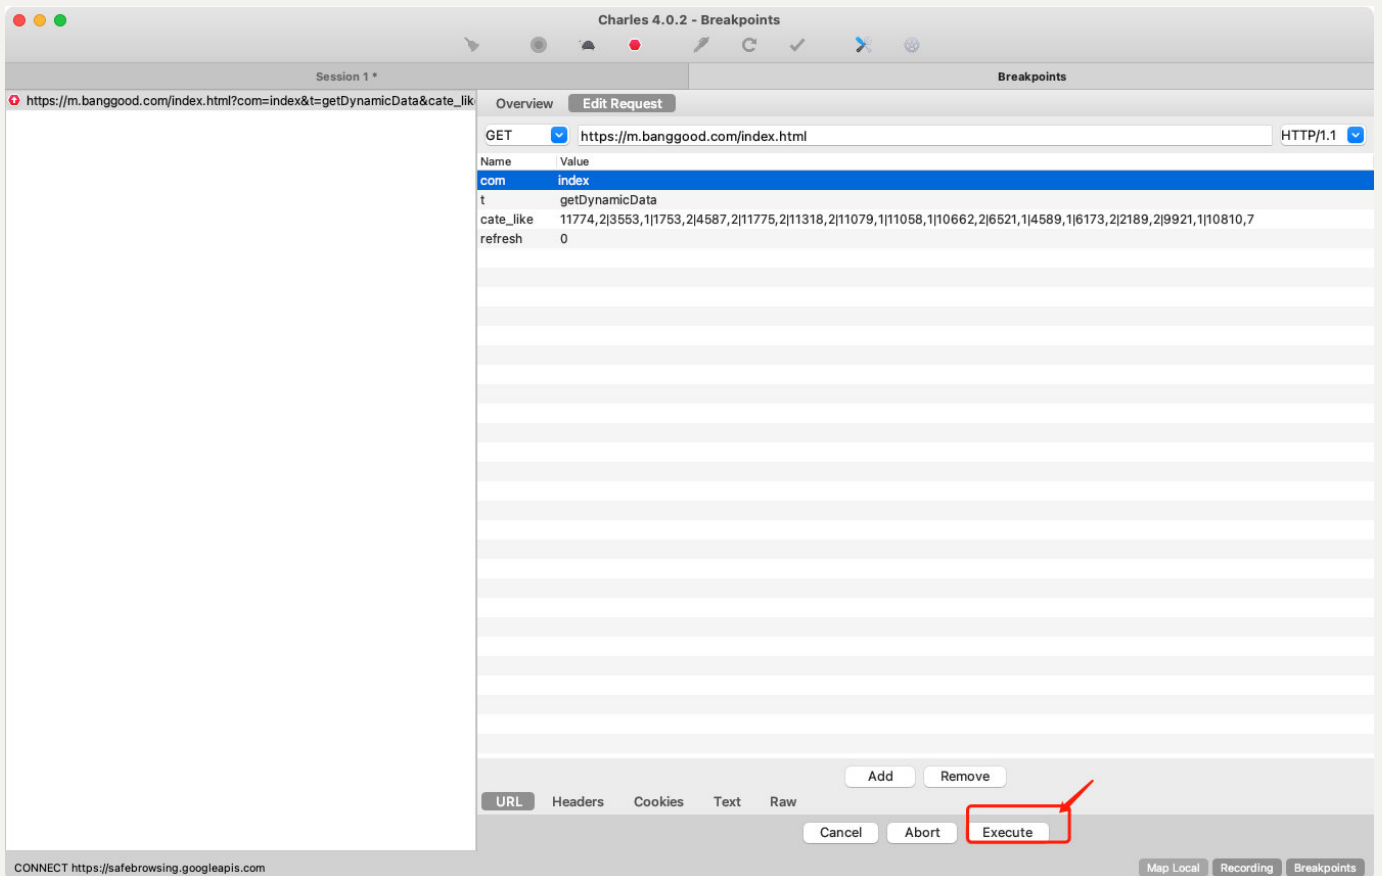 Charles 4.0.2 - Breakpoints
Session 1 *
Breakpoints
https://m.banggood.com/index.html?com=index&t=getDynamicData&cate_lik
Overview
Edit Request
GET
https://m.banggood.com/index.html
HTTP/1.1
Name Value
com index
t getDynamicData
cate_like 11774,2|3553,1|1753,2|4587,2|11775,2|11318,2|11079,1|11058,1|10662,2|6521,1|4589,1|6173,2|2189,2|9921,1|10810,7
refresh 0
Add Remove
URL Headers Cookies Text Raw
Cancel Abort Execute
CONNECT https://safebrowsing.googleapis.com
Map Local Recording Breakpoints